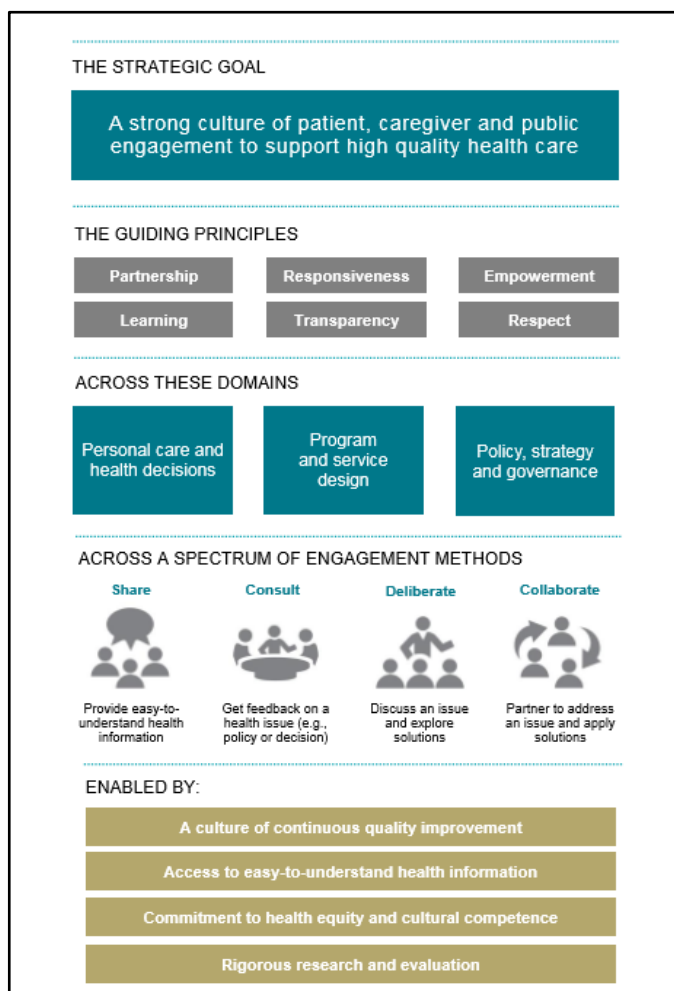 THE STRATEGIC GOAL
A strong culture of patient, caregiver and public
engagement to support high quality health care
THE GUIDING PRINCIPLES
Partnership
Responsiveness
Empowerment
Learning
Transparency
Respect
ACROSS THESE DOMAINS
Personal care and
health decisions
Program
and service
design
Policy, strategy
and governance
ACROSS A SPECTRUM OF ENGAGEMENT METHODS
Share
Provide easy-to-
understand health
information
Consult
Get feedback on a
health issue (e.g.,
policy or decision)
Deliberate
Discuss an issue
and explore
solutions
Collaborate
Partner to address
an issue and apply
solutions
ENABLED BY:
A culture of continuous quality improvement
Access to easy-to-understand health information
Commitment to health equity and cultural competence
Rigorous research and evaluation